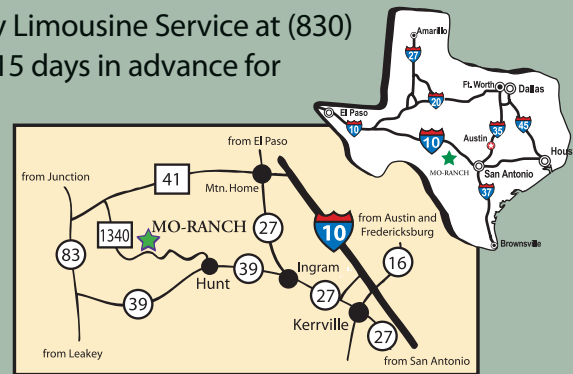 y Limousine Service at (830)
15 days in advance for
Amarillo
27
Ft. Worth
Dallas
20
El Paso
10
35
45
Austin
10
MO-RANCH
San Antonio
37
Brownsville
from El Paso
from Junction
41
Mtn. Home
1340
MO-RANCH
27
10
from Austin and
Fredericksburg
83
16
39
Ingram
Hunt
39
27
Kerrville
27
from Leakey
from San Antonio